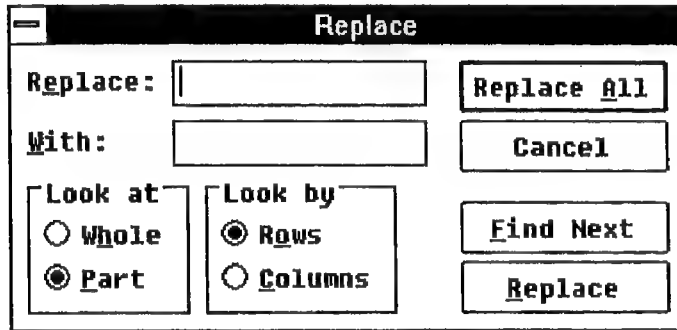 Replace
Replace:
Replace All
With:
Cancel
Look at
Look by
Whole
Rows
Find Next
Part
Columns
Replace